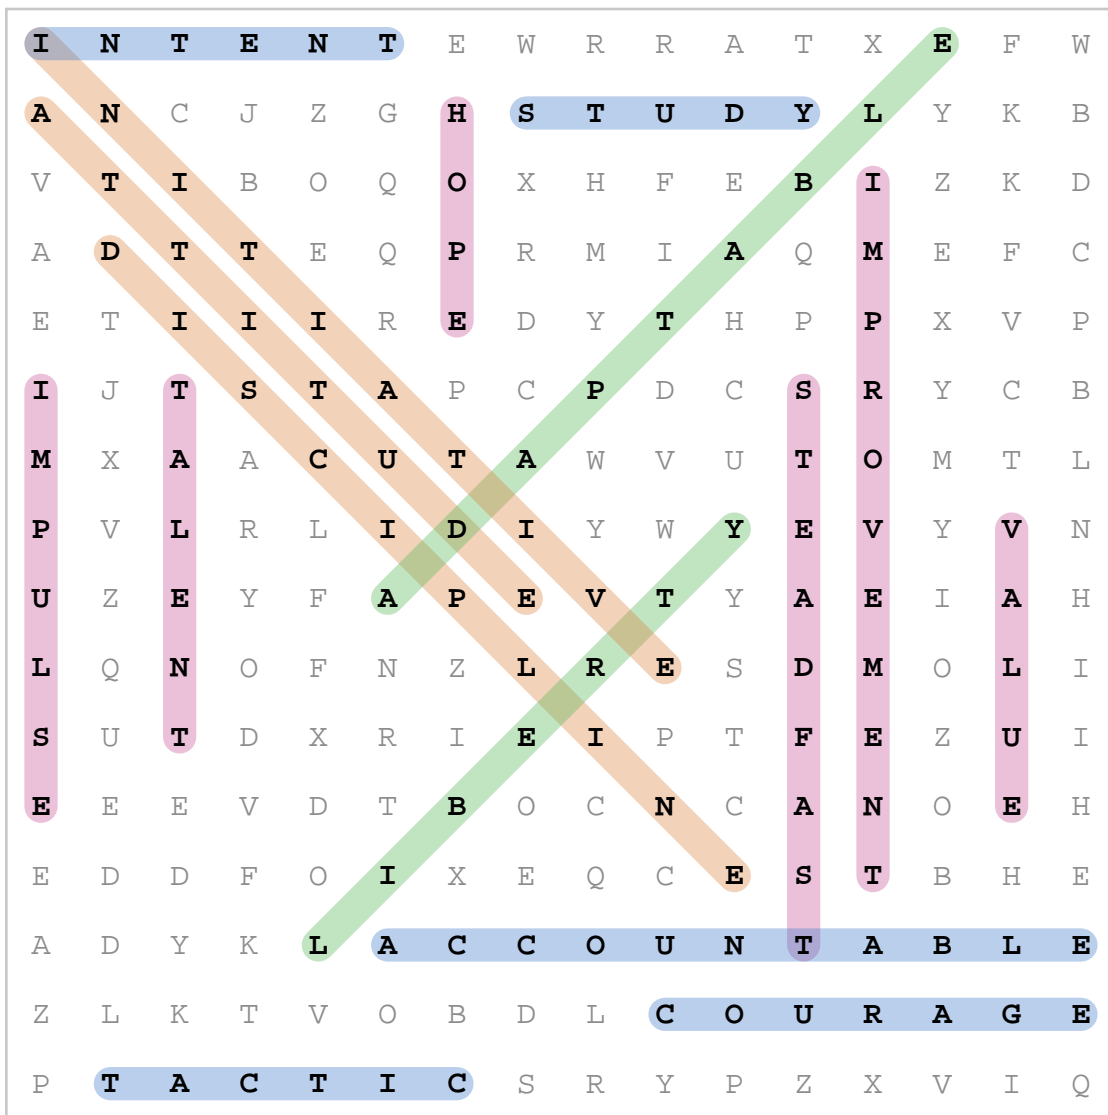 I N T E N T E W R R A T X E F W
A N C J Z G H S T U D Y L Y K B
V T I B O Q O X H F E B I Z K D
A D T T E Q P R M I A Q M E F C
E T I I I R E D Y T H P P X V P
I J T S T A P C P D C S R Y C B
M X A A C U T A W V U T O M T L
P V L R L I D I Y W Y E V Y V N
U Z E Y F A P E V T Y A E I A H
L Q N O F N Z L R E S D M O L I
S U T D X R I E I P T F E Z U I
E E E V D T B O C N C A N O E H
E D D F O I X E Q C E S T B H E
A D Y K L A C C O U N T A B L E
Z L K T V O B D L C O U R A G E
P T A C T I C S R Y P Z X V I Q